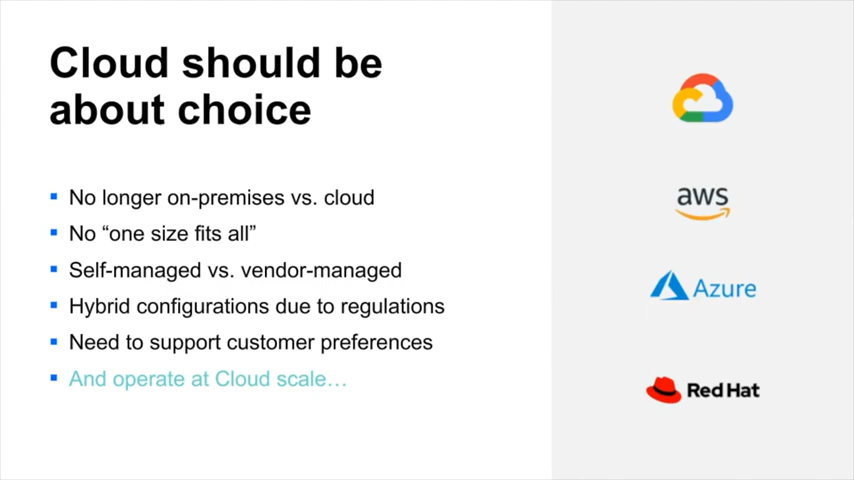 Cloud should be
about choice
No longer on-premises vs. cloud
No “one size fits all”
Self-managed vs. vendor-managed
Hybrid configurations due to regulations
Need to support customer preferences
And operate at Cloud scale…
aws
Azure
Red Hat